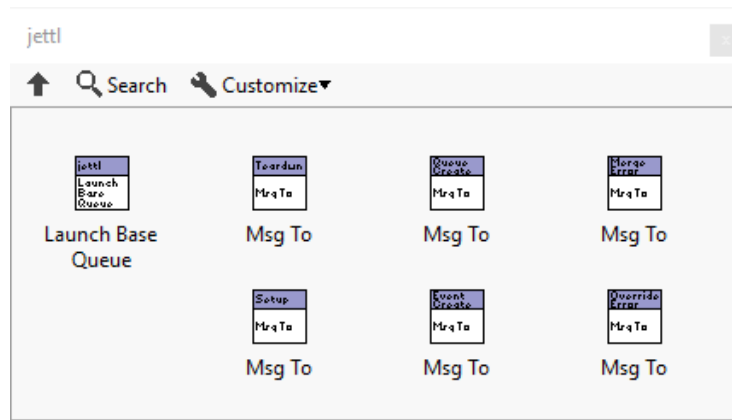 jettl
Search
Customize
jettl
Launch
Base
Queue
Launch Base
Queue
Teardwn
Msg To
Msg To
Queue
Create
Msg To
Msg To
Merge
Error
Msg To
Msg To
Setup
Msg To
Msg To
Event
Create
Msg To
Msg To
Override
Error
Msg To
Msg To